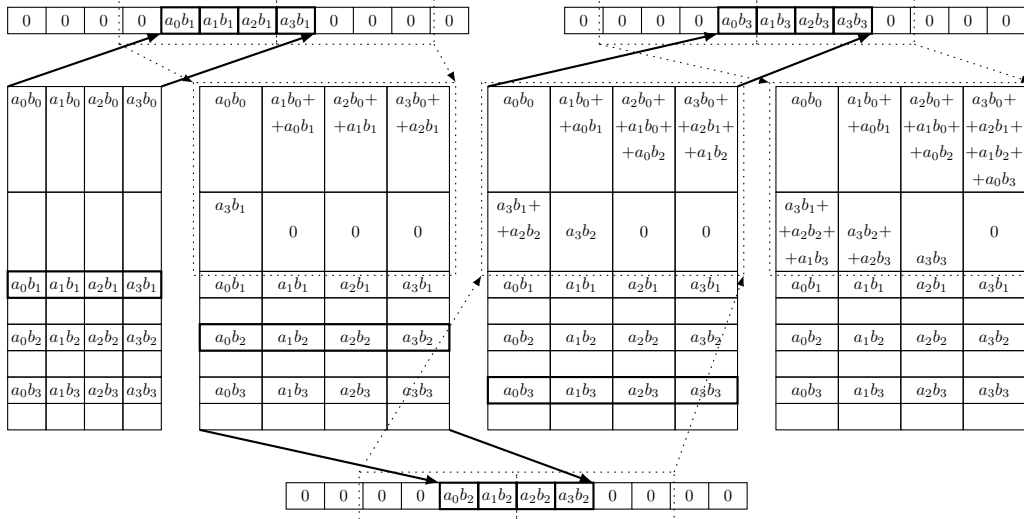 0 0 0 0 a₀b₁ a₁b₁ a₂b₁ a₃b₁ 0 0 0 0 0 0 0 0 a₀b₃ a₁b₃ a₂b₃ a₃b₃ 0 0 0 0
a₀b₀ a₁b₀ a₂b₀ a₃b₀ a₀b₀ a₁b₀+ a₂b₀+ a₃b₀+ a₀b₀ a₁b₀+ a₂b₀+ a₃b₀+ a₀b₀ a₁b₀+ a₂b₀+ a₃b₀+
+a₀b₁ +a₁b₁ +a₂b₁ +a₀b₁ +a₁b₀+ +a₂b₁+ +a₀b₁ +a₁b₀+ +a₂b₁+
+a₀b₂ +a₁b₂ +a₀b₂ +a₁b₂+
+a₀b₃
a₃b₁ a₃b₁+ a₃b₁+
0 0 0 +a₂b₂ a₃b₂ 0 0 +a₂b₂+ a₃b₂+ 0
+a₁b₃ +a₂b₃ a₃b₃
a₀b₁ a₁b₁ a₂b₁ a₃b₁ a₀b₁ a₁b₁ a₂b₁ a₃b₁ a₀b₁ a₁b₁ a₂b₁ a₃b₁ a₀b₁ a₁b₁ a₂b₁ a₃b₁
a₀b₂ a₁b₂ a₂b₂ a₃b₂ a₀b₂ a₁b₂ a₂b₂ a₃b₂ a₀b₂ a₁b₂ a₂b₂ a₃b₂ a₀b₂ a₁b₂ a₂b₂ a₃b₂
a₀b₃ a₁b₃ a₂b₃ a₃b₃ a₀b₃ a₁b₃ a₂b₃ a₃b₃ a₀b₃ a₁b₃ a₂b₃ a₃b₃ a₀b₃ a₁b₃ a₂b₃ a₃b₃
0 0 0 0 a₀b₂ a₁b₂ a₂b₂ a₃b₂ 0 0 0 0